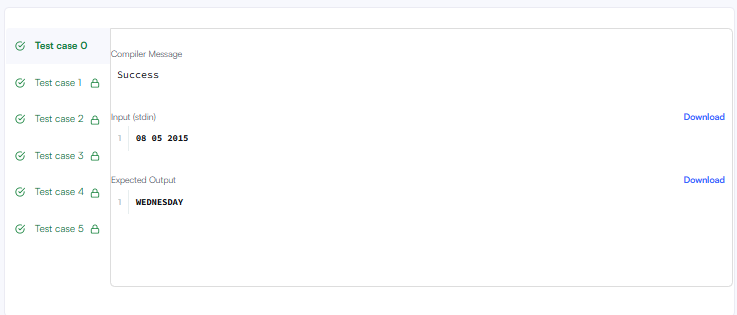 Test case 0
Test case 1
Test case 2
Test case 3
Test case 4
Test case 5
Compiler Message
Success
Input (stdin)
Download
1 08 05 2015
Expected Output
Download
1 WEDNESDAY